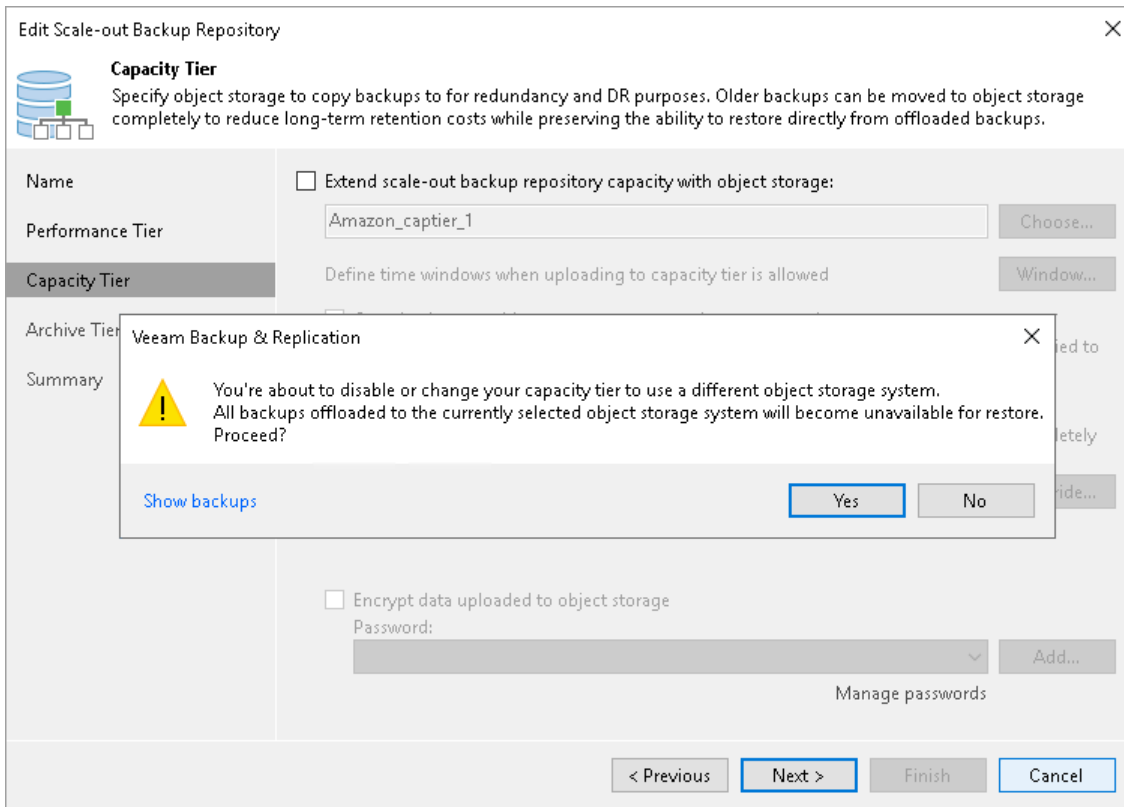 Edit Scale-out Backup Repository
Capacity Tier
Specify object storage to copy backups to for redundancy and DR purposes. Older backups can be moved to object storage
completely to reduce long-term retention costs while preserving the ability to restore directly from offloaded backups.
Name
Performance Tier
Capacity Tier
Archive Tier
Summary
Extend scale-out backup repository capacity with object storage:
Amazon_captier_1
Choose...
Define time windows when uploading to capacity tier is allowed
Window...
Veeam Backup & Replication
You're about to disable or change your capacity tier to use a different object storage system.
All backups offloaded to the currently selected object storage system will become unavailable for restore.
Proceed?
Show backups
Yes
No
Encrypt data uploaded to object storage
Password:
Add...
Manage passwords
< Previous
Next >
Finish
Cancel